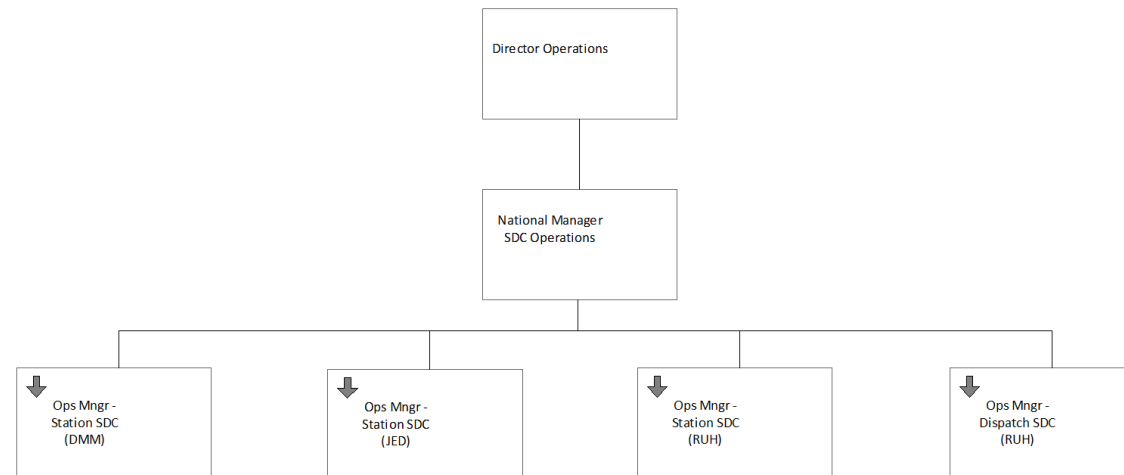 Director Operations
National Manager
SDC Operations
Ops Mngr -
Station SDC
(DMM)
Ops Mngr -
Station SDC
(JED)
Ops Mngr -
Station SDC
(RUH)
Ops Mngr -
Dispatch SDC
(RUH)